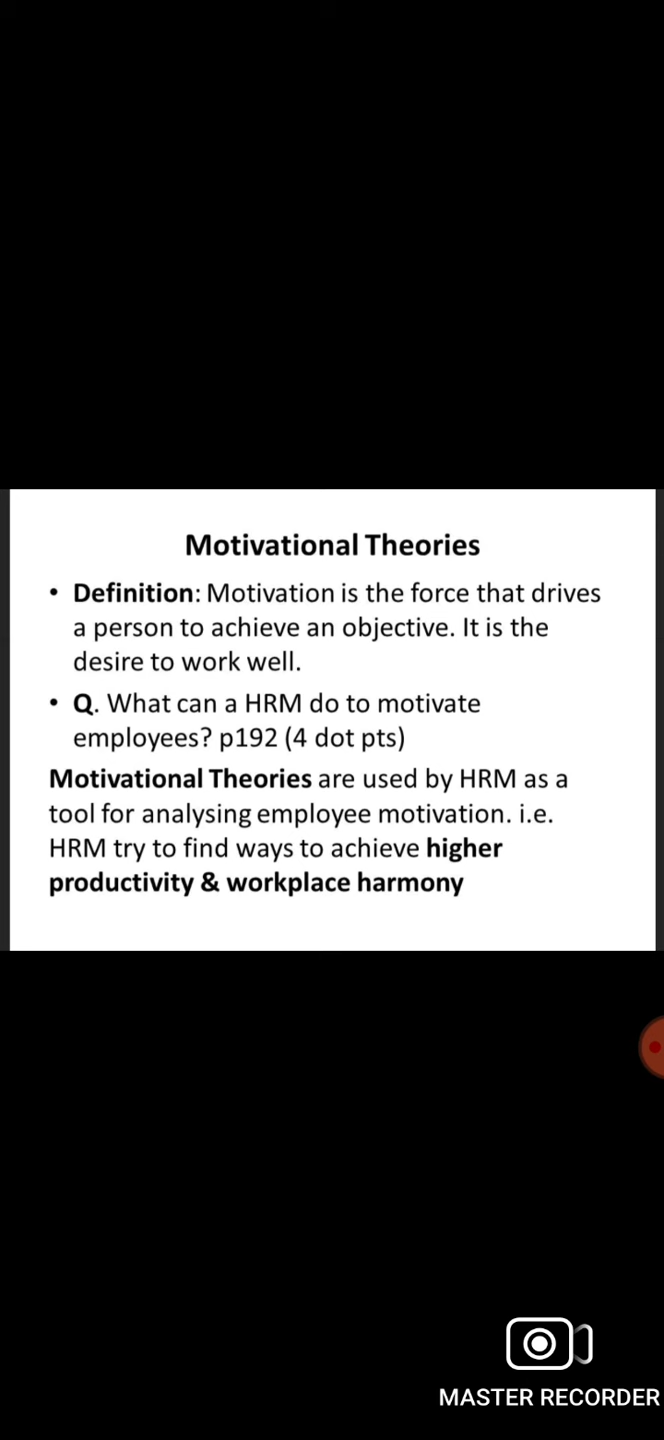 Motivational Theories
• Definition: Motivation is the force that drives
a person to achieve an objective. It is the
desire to work well.
• Q. What can a HRM do to motivate
employees? p192 (4 dot pts)
Motivational Theories are used by HRM as a
tool for analysing employee motivation. i.e.
HRM try to find ways to achieve higher
productivity & workplace harmony
MASTER RECORDER